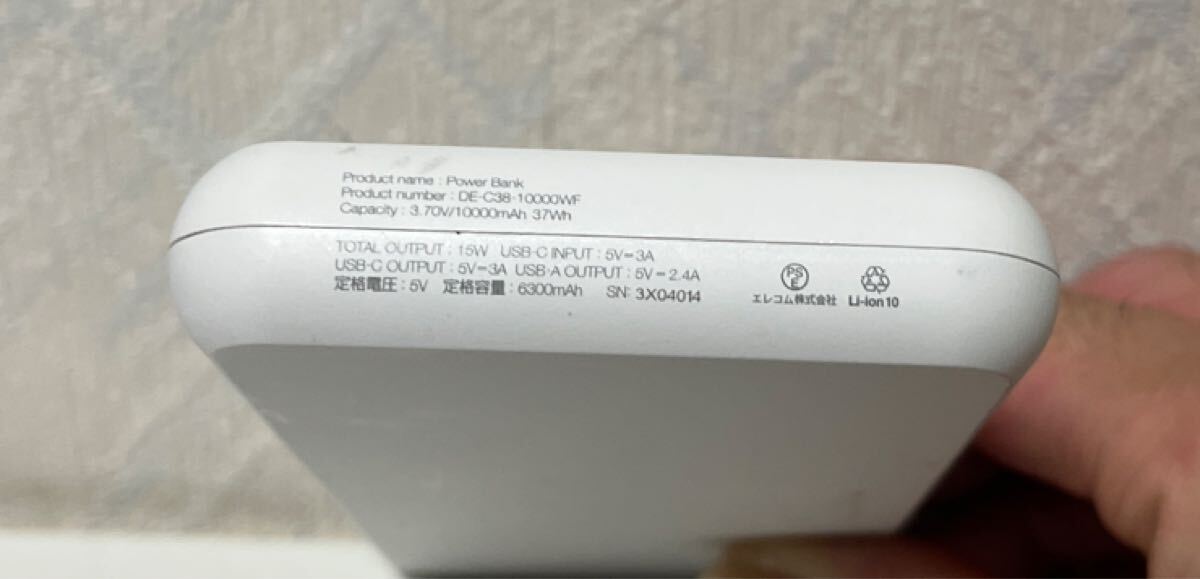 Product name : Power Bank
Product number : DE-C38-10000WF
Capacity : 3.70V/10000mAh 37Wh
TOTAL OUTPUT : 15W USB-C INPUT : 5V⎓3A
USB-C OUTPUT : 5V⎓3A USB-A OUTPUT : 5V⎓2.4A
定格電圧 : 5V 定格容量 : 6300mAh SN: 3X04014
PS
E
エレコム株式会社 Li-ion10